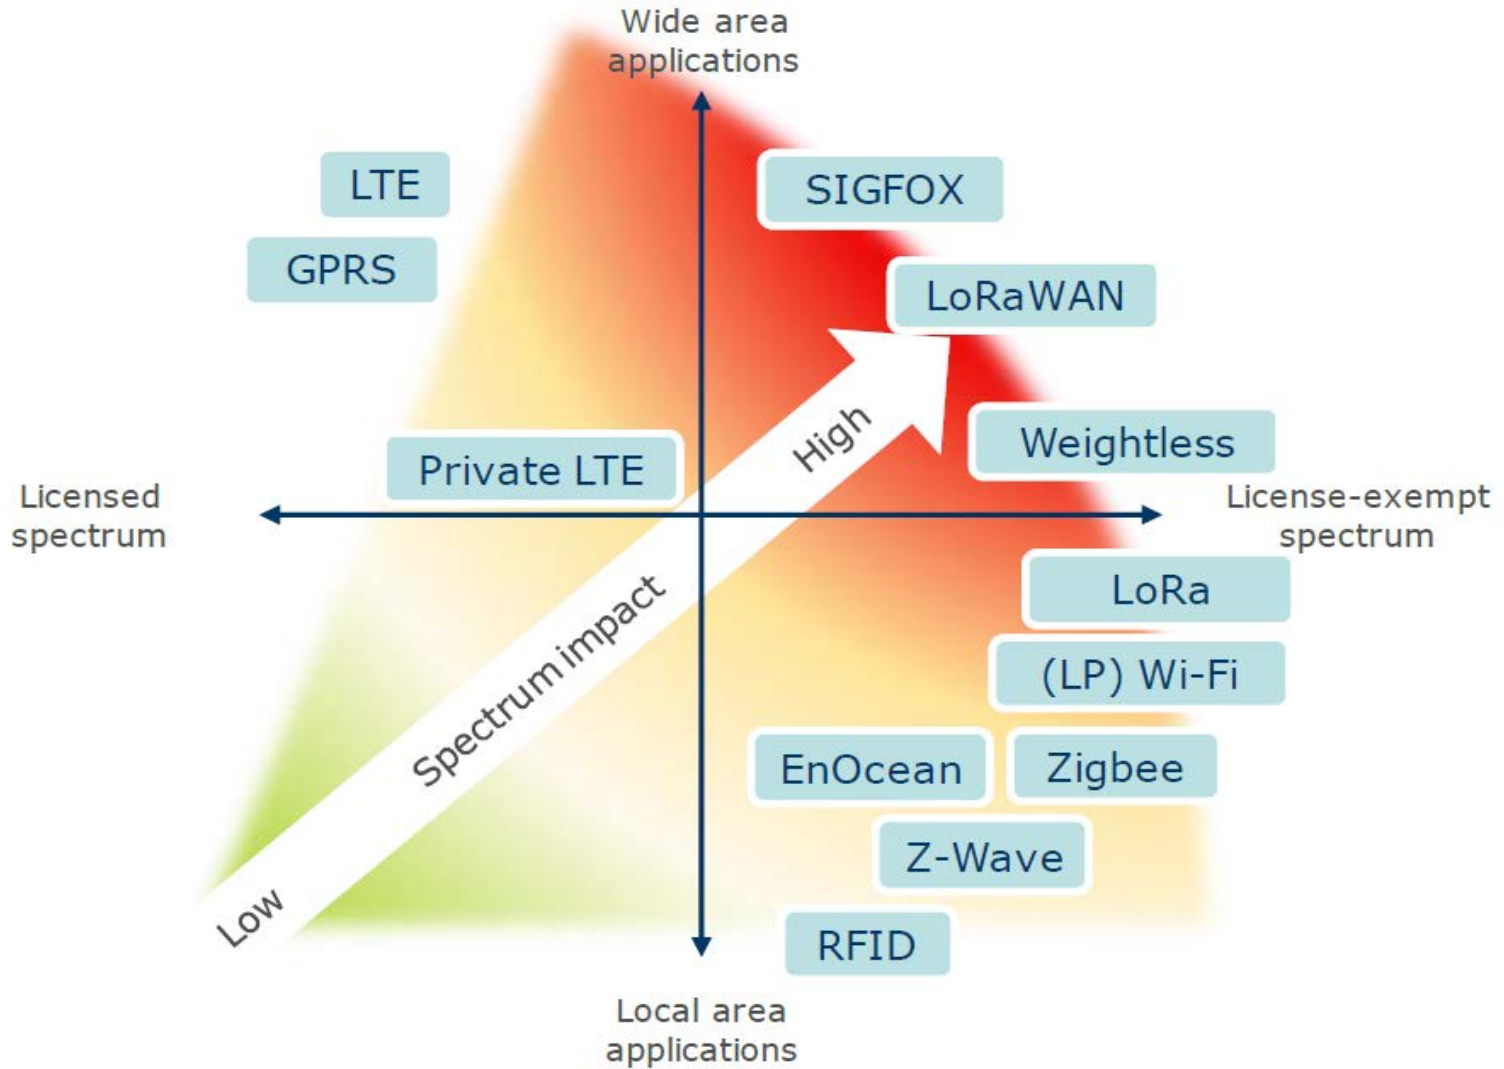 Wide area
applications
LTE
SIGFOX
GPRS
LoRaWAN
High
Weightless
Private LTE
Licensed
spectrum
License-exempt
spectrum
LoRa
Spectrum impact
(LP) Wi-Fi
EnOcean
Zigbee
Z-Wave
Low
RFID
Local area
applications